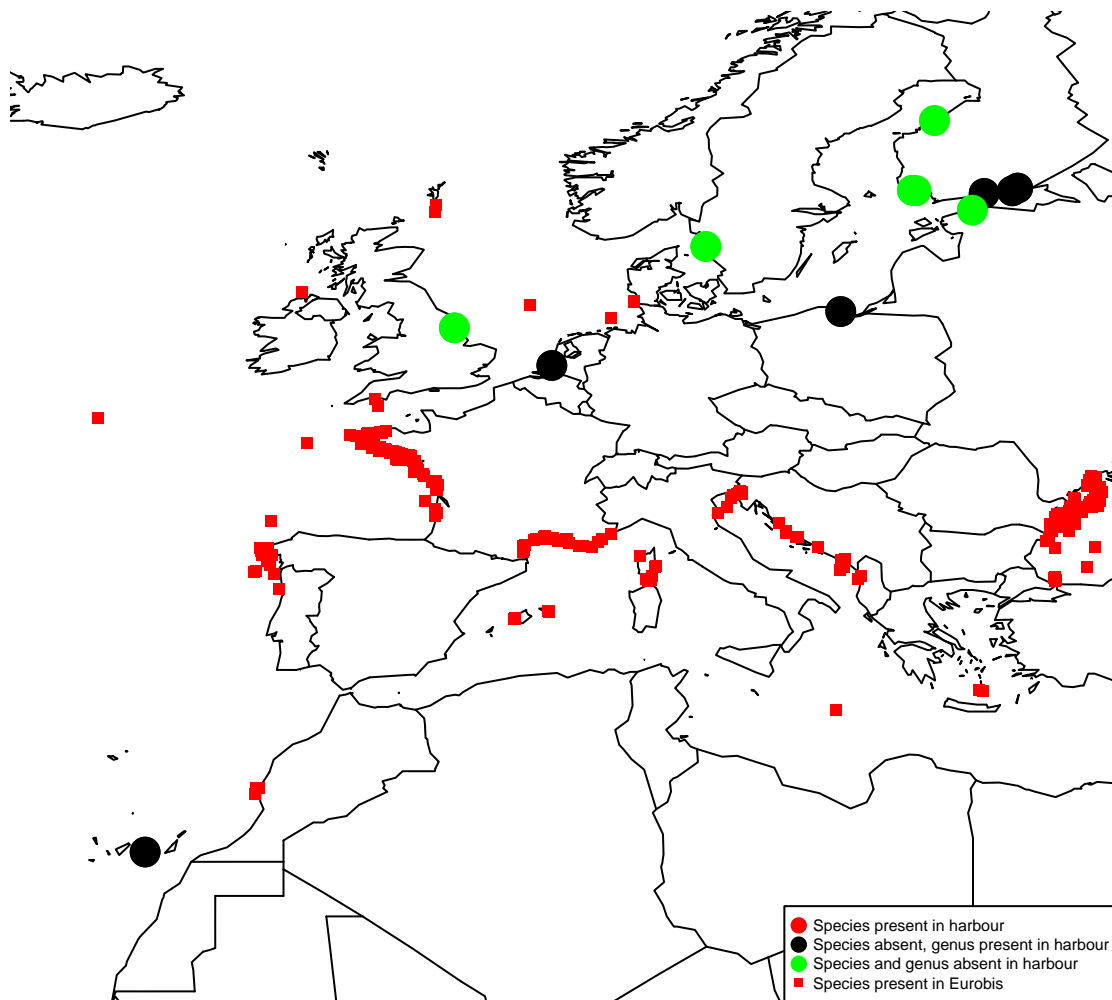 Species present in harbour
Species absent, genus present in harbour
Species and genus absent in harbour
Species present in Eurobis